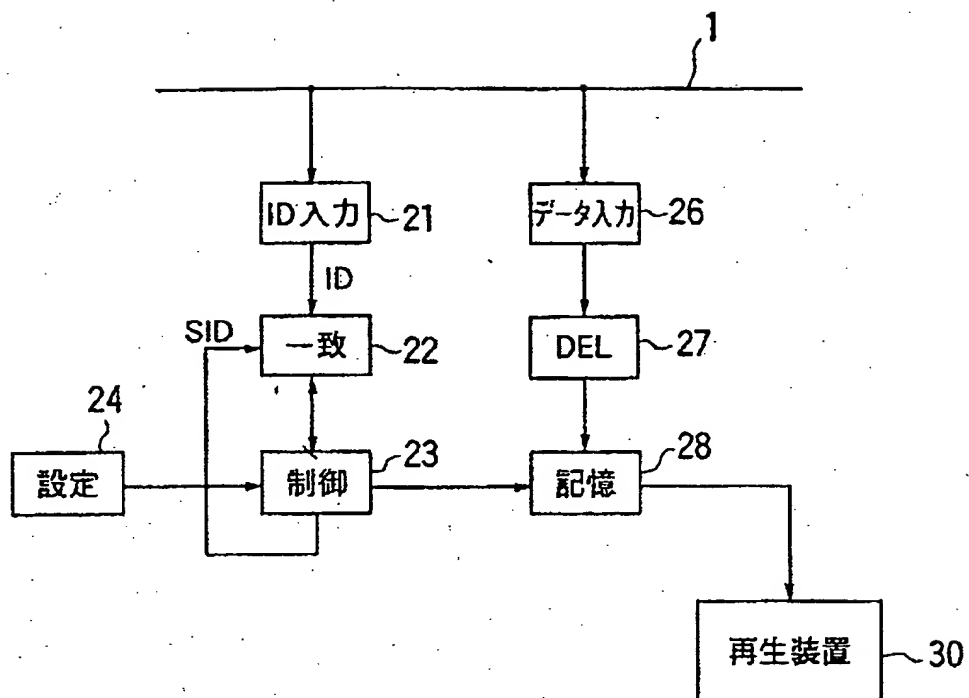 1
ID入力
21
データ入力
26
ID
SID
一致
22
DEL
27
24
設定
制御
23
記憶
28
再生装置
30